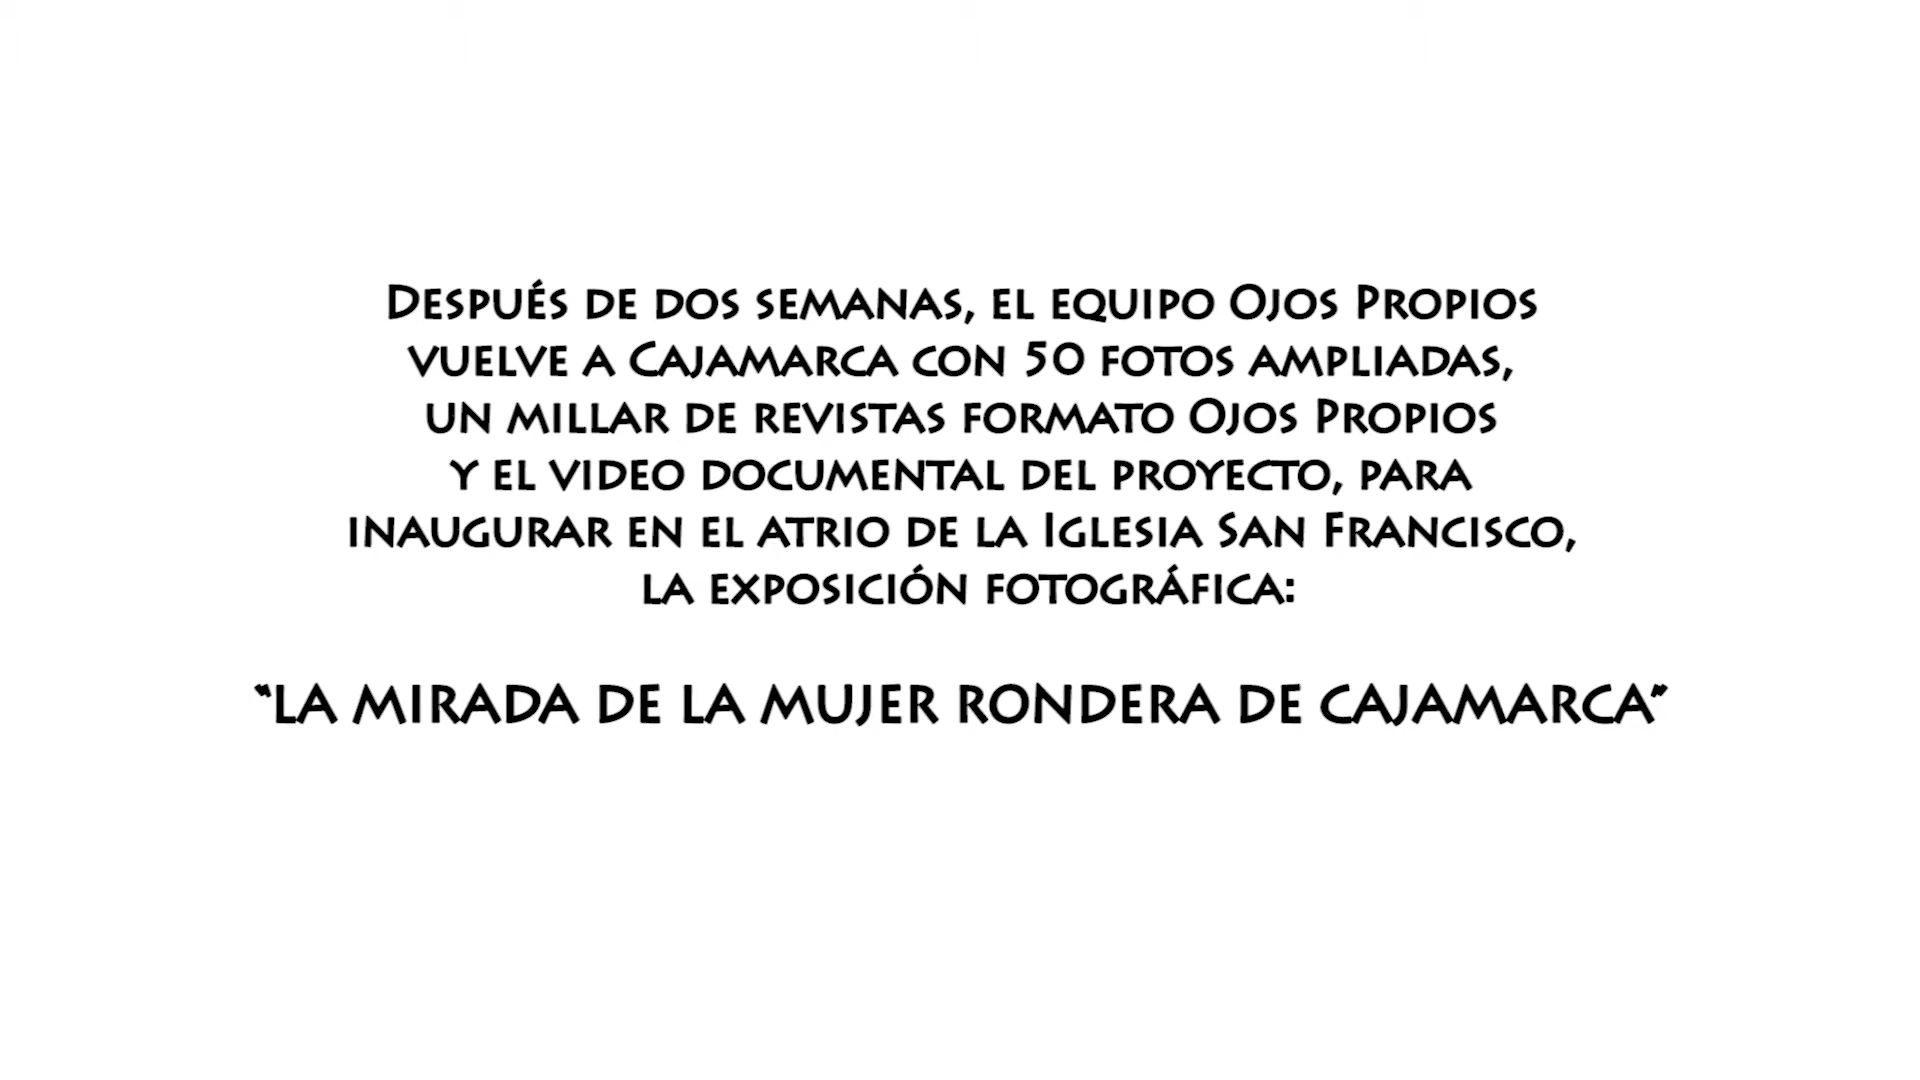 Después de dos semanas, el equipo Ojos Propios
vuelve a Cajamarca con 50 fotos ampliadas,
un millar de revistas formato Ojos Propios
y el video documental del proyecto, para
inaugurar en el atrio de la Iglesia San Francisco,
la exposición fotográfica:
“LA MIRADA DE LA MUJER RONDERA DE CAJAMARCA”